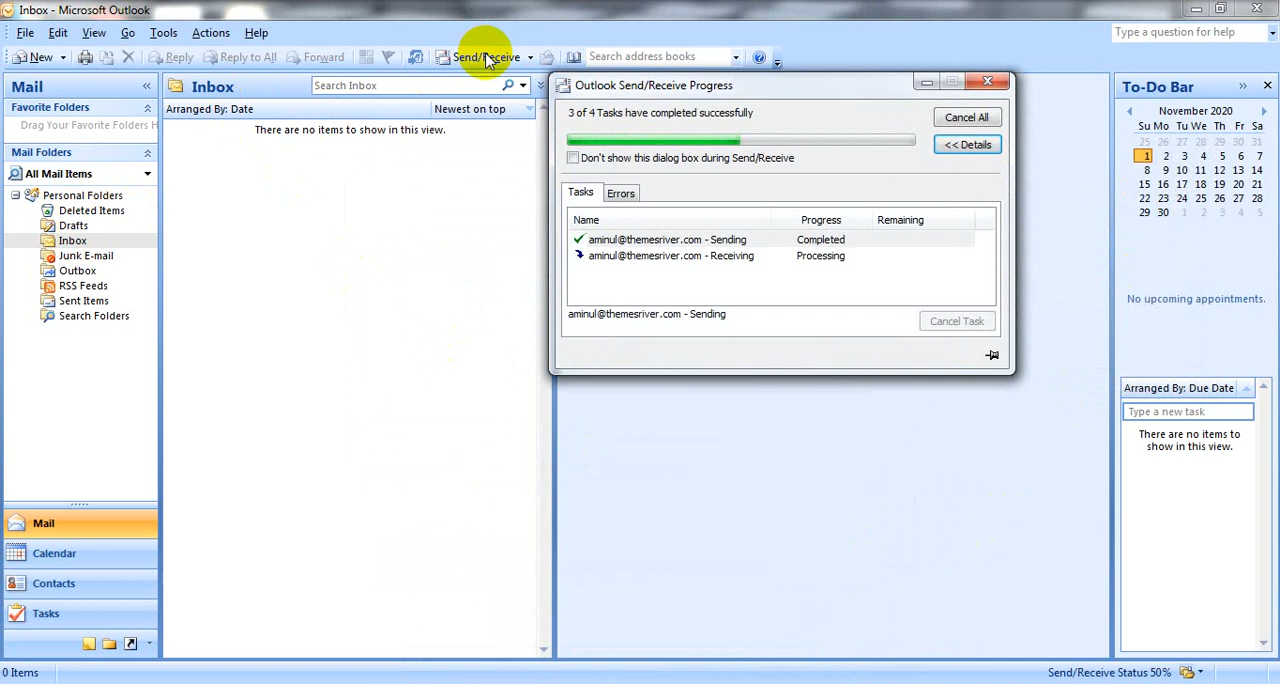 Inbox - Microsoft Outlook
File Edit View Go Tools Actions Help
Type a question for help
New Reply Reply to All Forward Send/Receive Search address books
Mail «
Favorite Folders
Drag Your Favorite Folders H
Mail Folders
All Mail Items
Personal Folders
Deleted Items
Drafts
Inbox
Junk E-mail
Outbox
RSS Feeds
Sent Items
Search Folders
Mail
Calendar
Contacts
Tasks
Inbox Search Inbox
Arranged By: Date Newest on top
There are no items to show in this view.
Outlook Send/Receive Progress
3 of 4 Tasks have completed successfully
Cancel All
<< Details
Don't show this dialog box during Send/Receive
Tasks Errors
Name Progress Remaining
aminul@themesriver.com - Sending Completed
aminul@themesriver.com - Receiving Processing
aminul@themesriver.com - Sending
Cancel Task
To-Do Bar »
November 2020
Su Mo Tu We Th Fr Sa
25 26 27 28 29 30 31
1 2 3 4 5 6 7
8 9 10 11 12 13 14
15 16 17 18 19 20 21
22 23 24 25 26 27 28
29 30 1 2 3 4 5
No upcoming appointments.
Arranged By: Due Date
Type a new task
There are no items to
show in this view.
0 Items
Send/Receive Status 50%